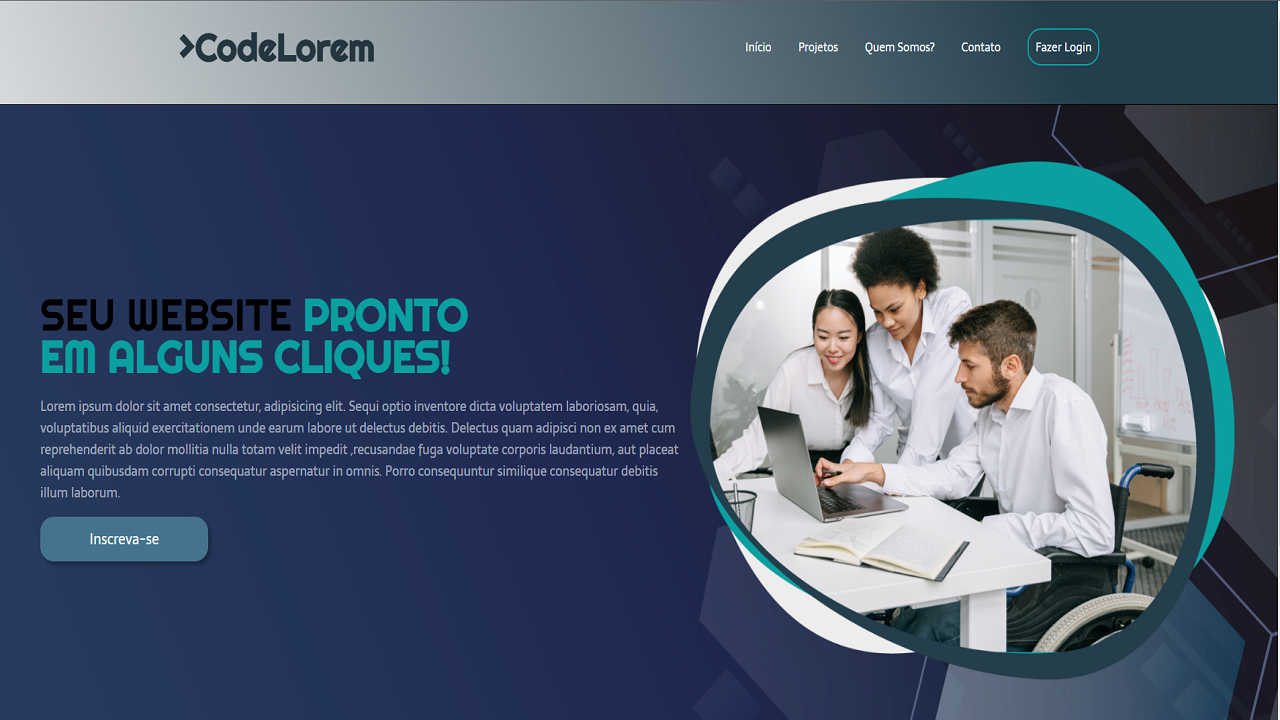 >CodeLorem
Início Projetos Quem Somos? Contato Fazer Login
SEU WEBSITE PRONTO
EM ALGUNS CLIQUES!
Lorem ipsum dolor sit amet consectetur, adipisicing elit. Sequi optio inventore dicta voluptatem laboriosam, quia,
voluptatibus aliquid exercitationem unde earum labore ut delectus debitis. Delectus quam adipisci non ex amet cum
reprehenderit ab dolor mollitia nulla totam velit impedit ,recusandae fuga voluptate corporis laudantium, aut placeat
aliquam quibusdam corrupti consequatur aspernatur in omnis. Porro consequuntur similique consequatur debitis
illum laborum.
Inscreva-se